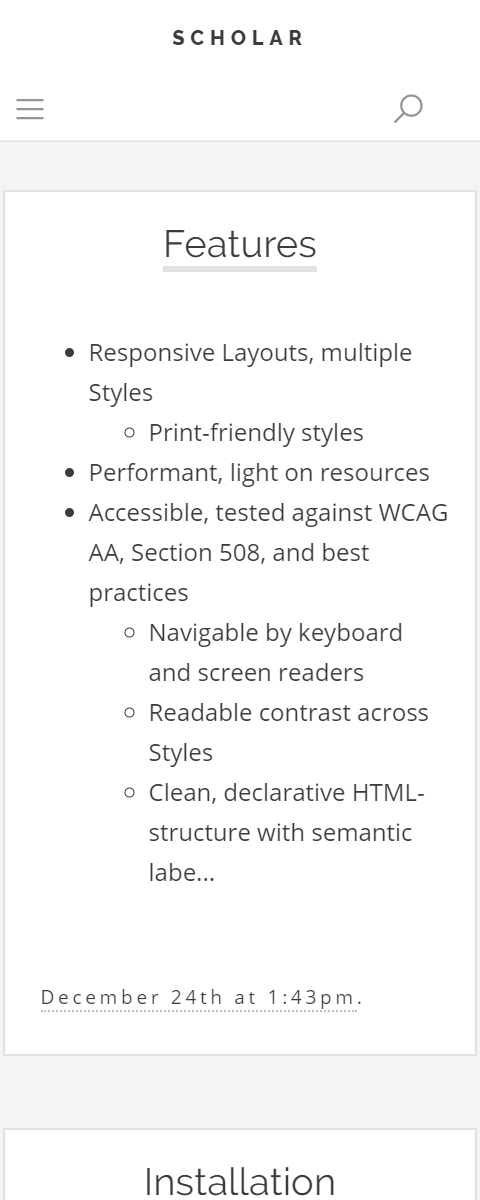 SCHOLAR
Features
Responsive Layouts, multiple
Styles
Print-friendly styles
Performant, light on resources
Accessible, tested against WCAG
AA, Section 508, and best
practices
Navigable by keyboard
and screen readers
Readable contrast across
Styles
Clean, declarative HTML-
structure with semantic
labe...
December 24th at 1:43pm.
Installation